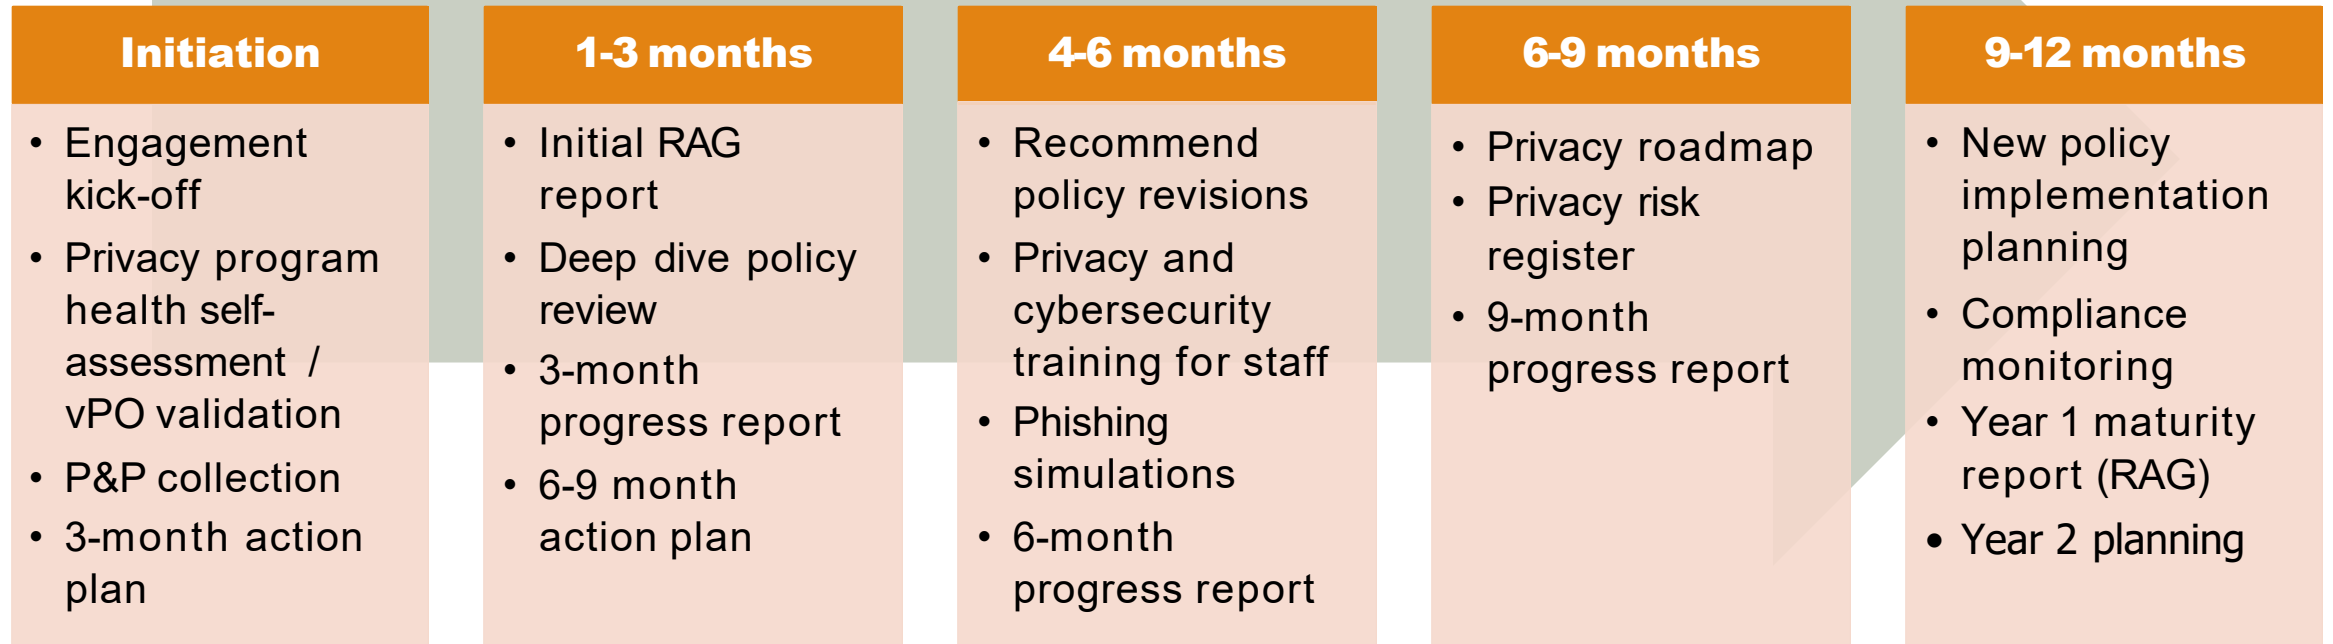 Initiation
• Engagement
kick-off
• Privacy program
health self-
assessment /
vPO validation
• P&P collection
• 3-month action
plan
1-3 months
• Initial RAG
report
• Deep dive policy
review
• 3-month
progress report
• 6-9 month
action plan
4-6 months
• Recommend
policy revisions
• Privacy and
cybersecurity
training for staff
• Phishing
simulations
• 6-month
progress report
6-9 months
• Privacy roadmap
• Privacy risk
register
• 9-month
progress report
9-12 months
• New policy
implementation
planning
• Compliance
monitoring
• Year 1 maturity
report (RAG)
• Year 2 planning